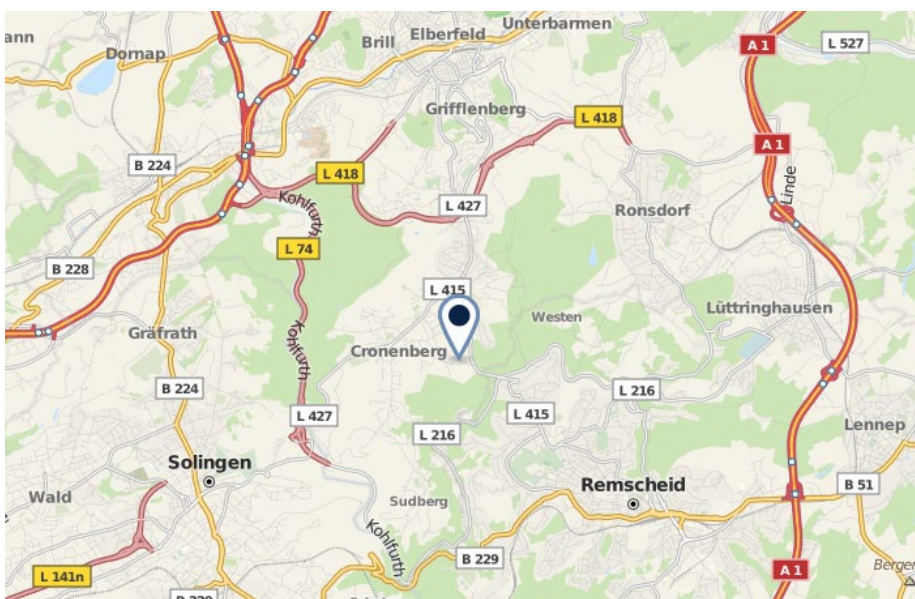 Unterbarmen
ann
Elberfeld
Brill
Dornap
A 1
L 527
Grifflenberg
L 418
A 1
B 224
L 418
Linde
Kohlfurth
L 427
Ronsdorf
L 74
B 228
L 415
Lüttringhausen
Westen
Gräfrath
Kohlfurth
Cronenberg
B 224
L 216
L 427
L 415
Lennep
L 216
Solingen
Remscheid
B 51
Wald
Sudberg
Kohlfurth
B 229
Berger
L 141n
A 1